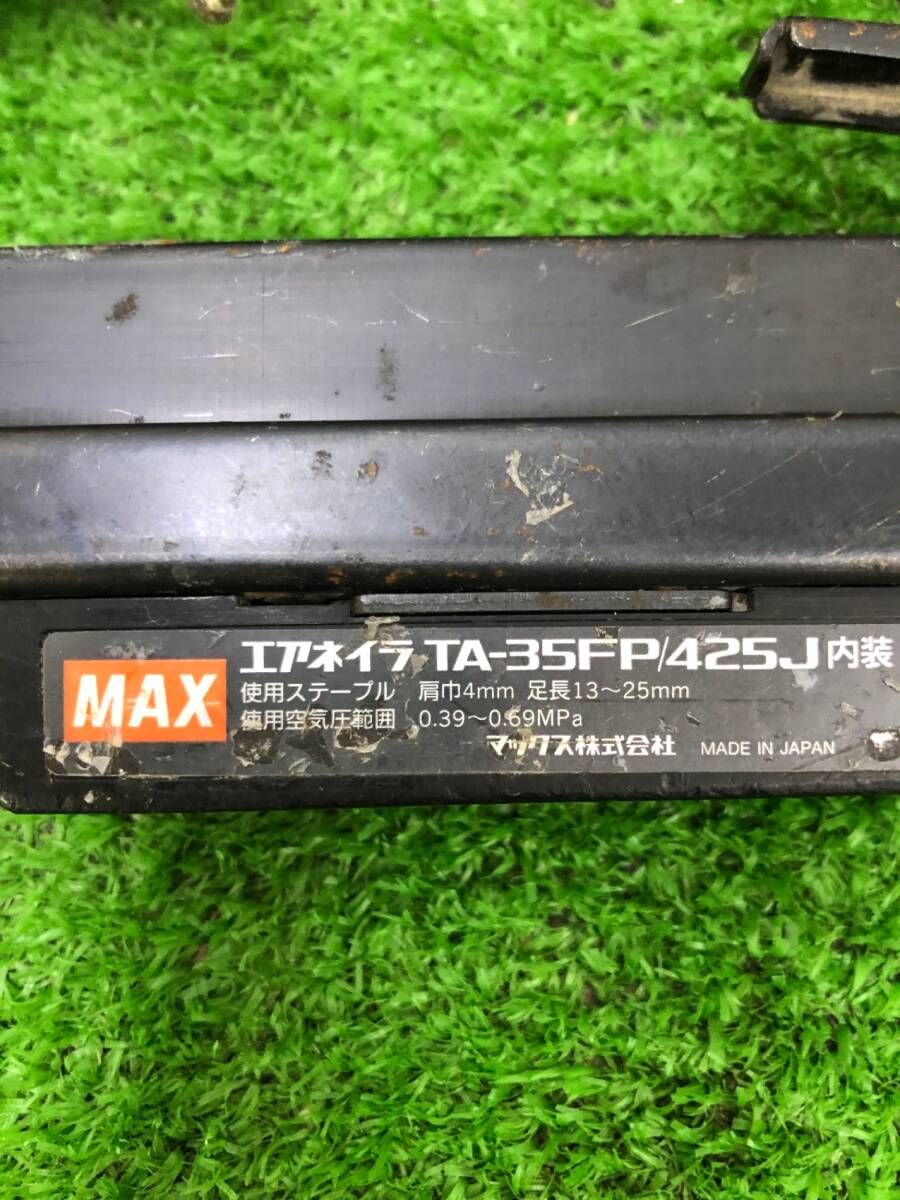 MAX
エアネイラ TA-35FP/425J 内装
使用ステープル 肩巾4mm 足長13〜25mm
使用空気圧範囲 0.39〜0.69MPa
マックス株式会社 MADE IN JAPAN